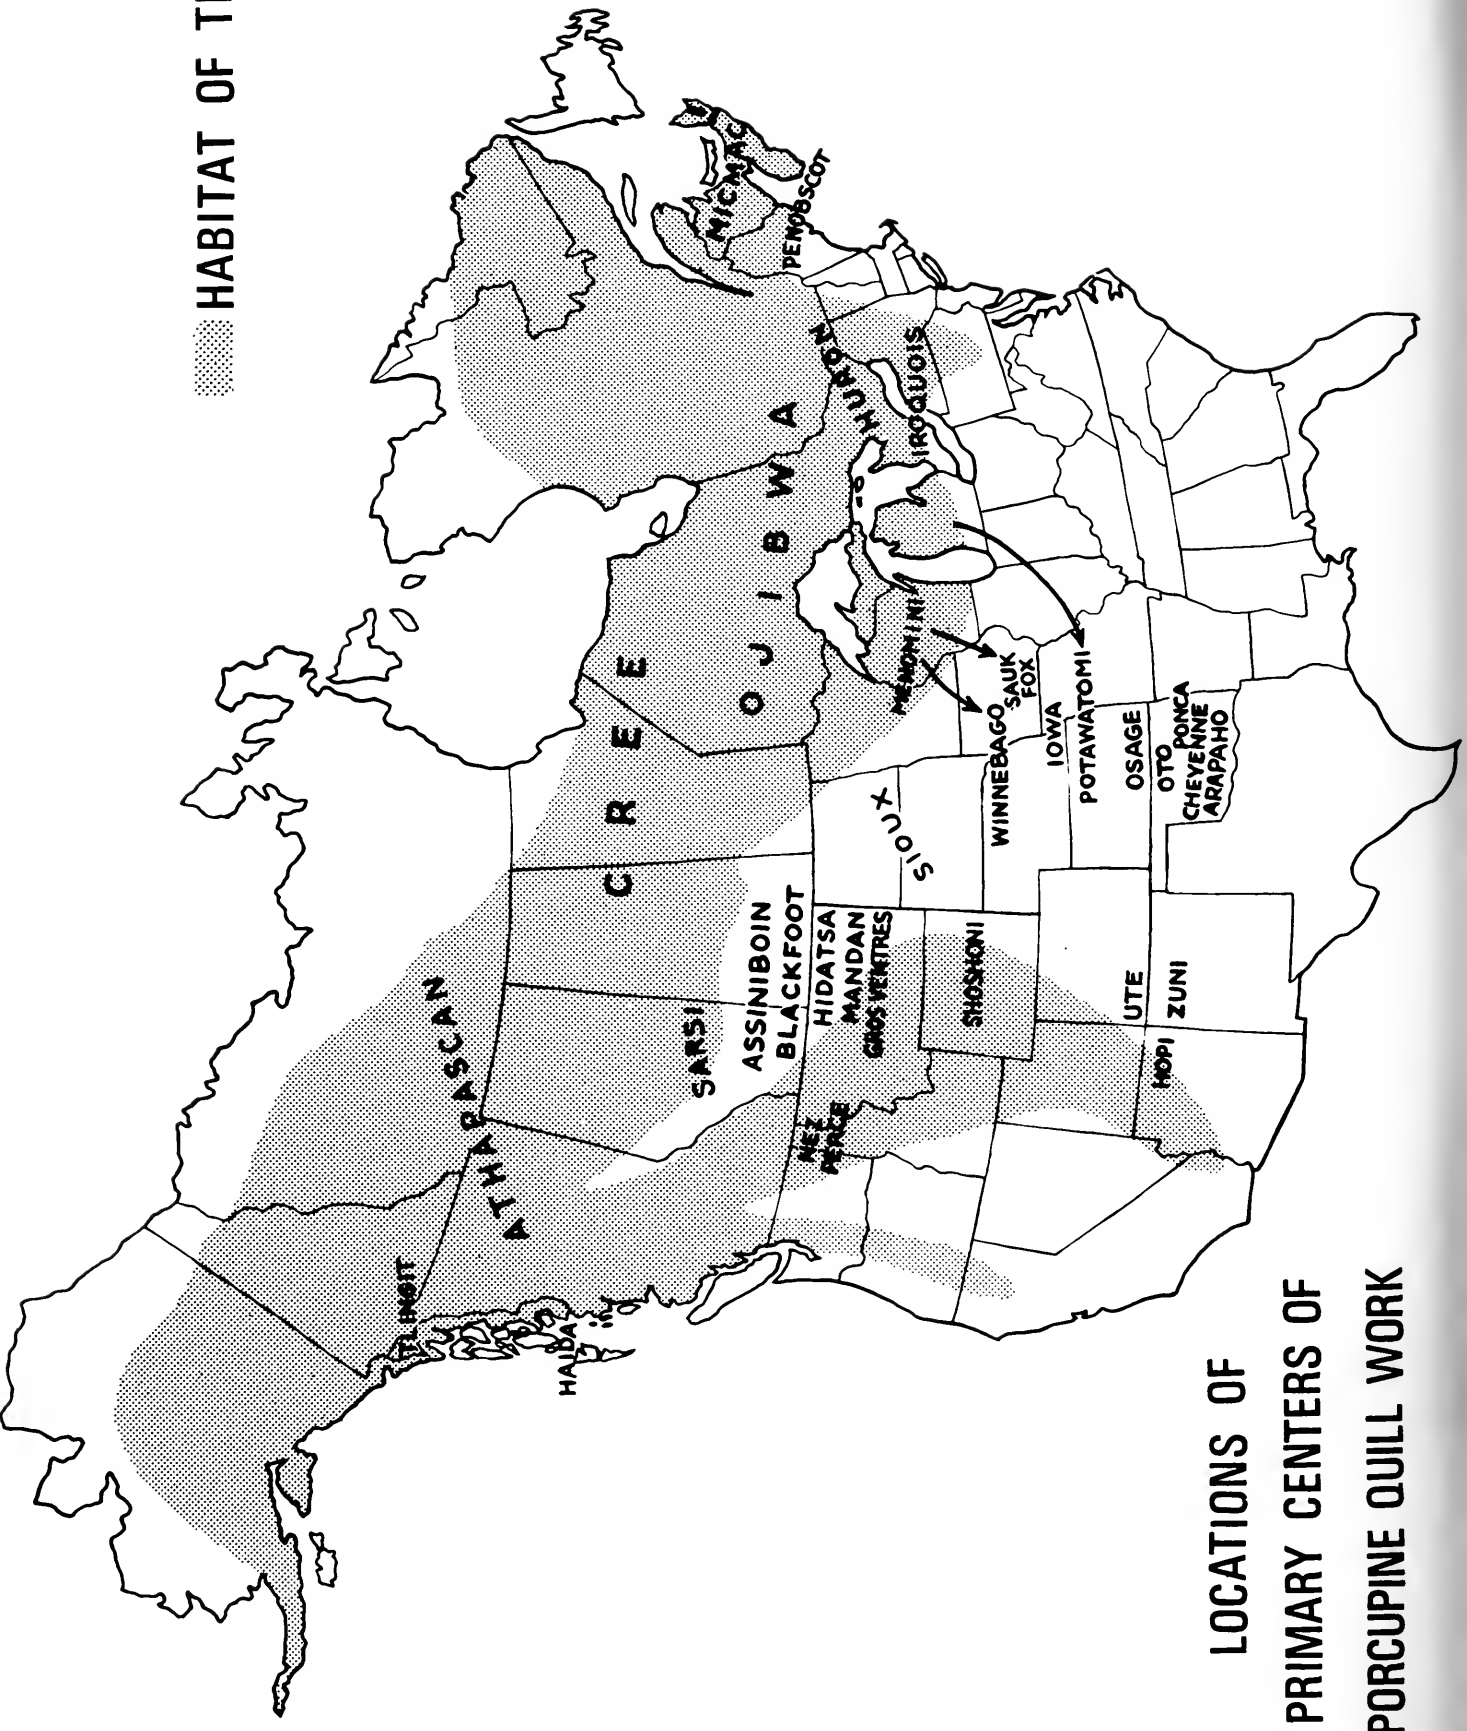 HABITAT OF
LOCATIONS OF
PRIMARY CENTERS OF
PORCUPINE QUILL WORK
TLINGIT
HAIDA
ATHAPASCAN
CREE
SARSI
ASSINIBOIN
BLACKFOOT
OJIBWA
MICMAC
PENOBSCOT
HURON
IROQUOIS
NEZ
PERCE
HIDATSA
MANDAN
GROS VENTRES
SIOUX
MENOMINI
SHOSHONI
WINNEBAGO
SAUK
FOX
IOWA
POTAWATOMI
UTE
OSAGE
HOPI
ZUNI
OTO
PONCA
CHEYENNE
ARAPAHO